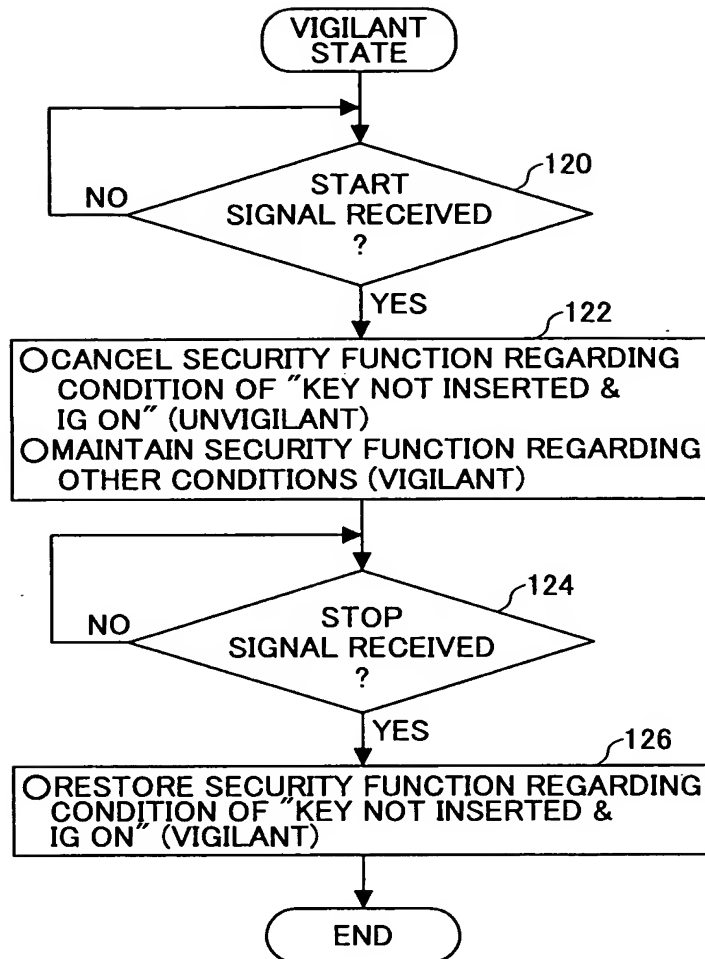 VIGILANT
STATE
120
START
SIGNAL RECEIVED
?
NO
YES
122
○CANCEL SECURITY FUNCTION REGARDING
CONDITION OF "KEY NOT INSERTED &
IG ON" (UNVIGILANT)
○MAINTAIN SECURITY FUNCTION REGARDING
OTHER CONDITIONS (VIGILANT)
124
STOP
SIGNAL RECEIVED
?
NO
YES
126
○RESTORE SECURITY FUNCTION REGARDING
CONDITION OF "KEY NOT INSERTED &
IG ON" (VIGILANT)
END